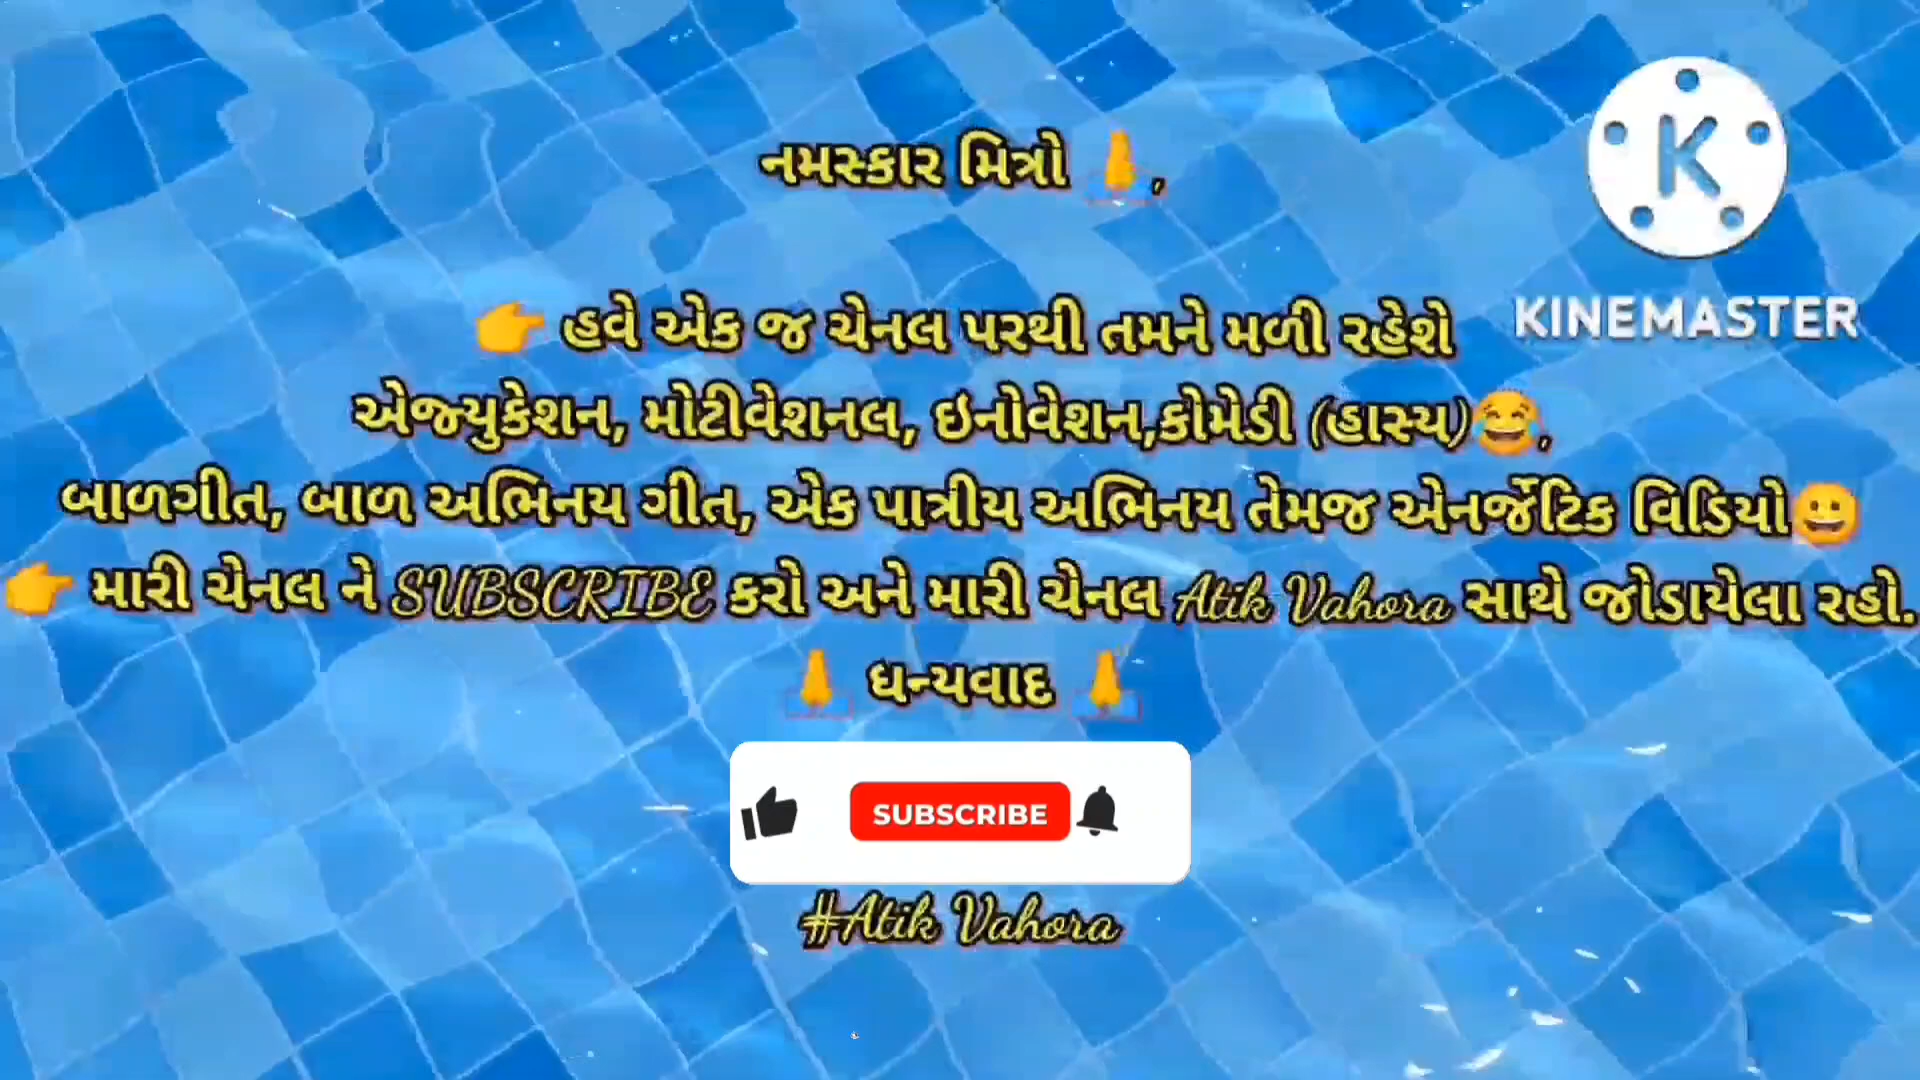 નમસ્કાર મિત્રો 🙏,
👉 હવે એક જ ચેનલ પરથી તમને મળી રહેશે
એજ્યુકેશન, મોટીવેશનલ, ઇનોવેશન,કોમેડી (હાસ્ય)😂,
બાળગીત, બાળ અભિનય ગીત, એક પાત્રીય અભિનય તેમજ એનર્જેટિક વિડિયો😀
👉 મારી ચેનલ ને SUBSCRIBE કરો અને મારી ચેનલ Atik Vahora સાથે જોડાયેલા રહો.
🙏 ધન્યવાદ 🙏
SUBSCRIBE
#Atik Vahora
K
KINEMASTER